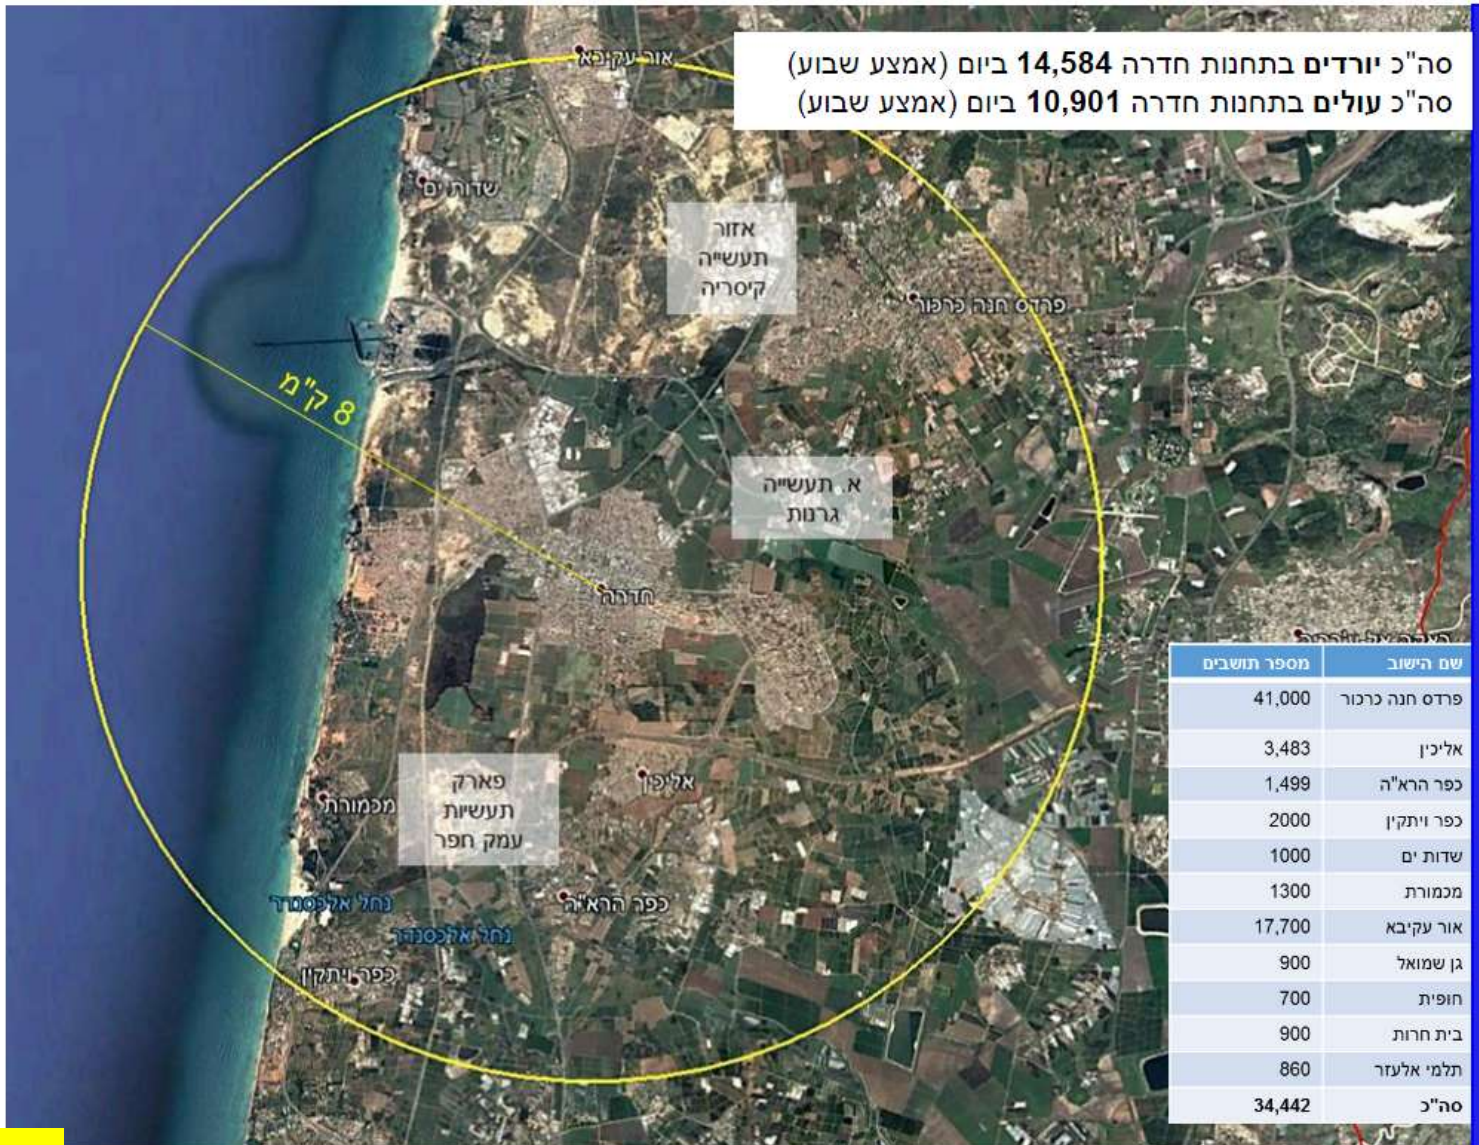 סה"כ יורדים בתחנות חדרה 14,584 ביום (אמצע שבוע)
סה"כ עולים בתחנות חדרה 10,901 ביום (אמצע שבוע)
אור עקיבא
שדות ים
אזור
תעשייה
קיסריה
פרדס חנה כרכור
8 ק"מ
א. תעשייה
גרנות
חדרה
אליכין
פארק
תעשיות
עמק חפר
מכמורת
כפר הרא"ה
נחל אלכסנדר
נחל אלכסנדר
כפר ויתקין
שם הישוב מספר תושבים
פרדס חנה כרכור 41,000
אליכין 3,483
כפר הרא"ה 1,499
כפר ויתקין 2000
שדות ים 1000
מכמורת 1300
אור עקיבא 17,700
גן שמואל 900
חופית 700
בית חרות 900
תלמי אלעזר 860
סה"כ 34,442